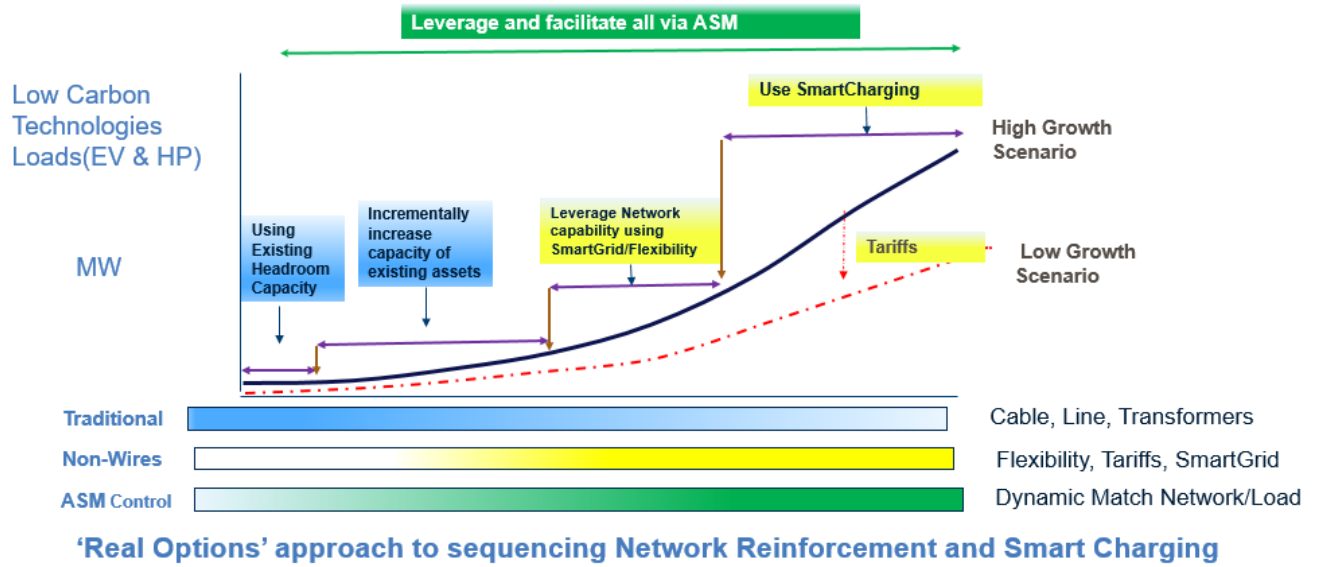 Leverage and facilitate all via ASM
Low Carbon
Technologies
Loads(EV & HP)
MW
Using
Existing
Headroom
Capacity
Incrementally
increase
capacity of
existing assets
Leverage Network
capability using
SmartGrid/Flexibility
Use SmartCharging
High Growth
Scenario
Tariffs
Low Growth
Scenario
Traditional
Cable, Line, Transformers
Non-Wires
Flexibility, Tariffs, SmartGrid
ASM Control
Dynamic Match Network/Load
‘Real Options’ approach to sequencing Network Reinforcement and Smart Charging